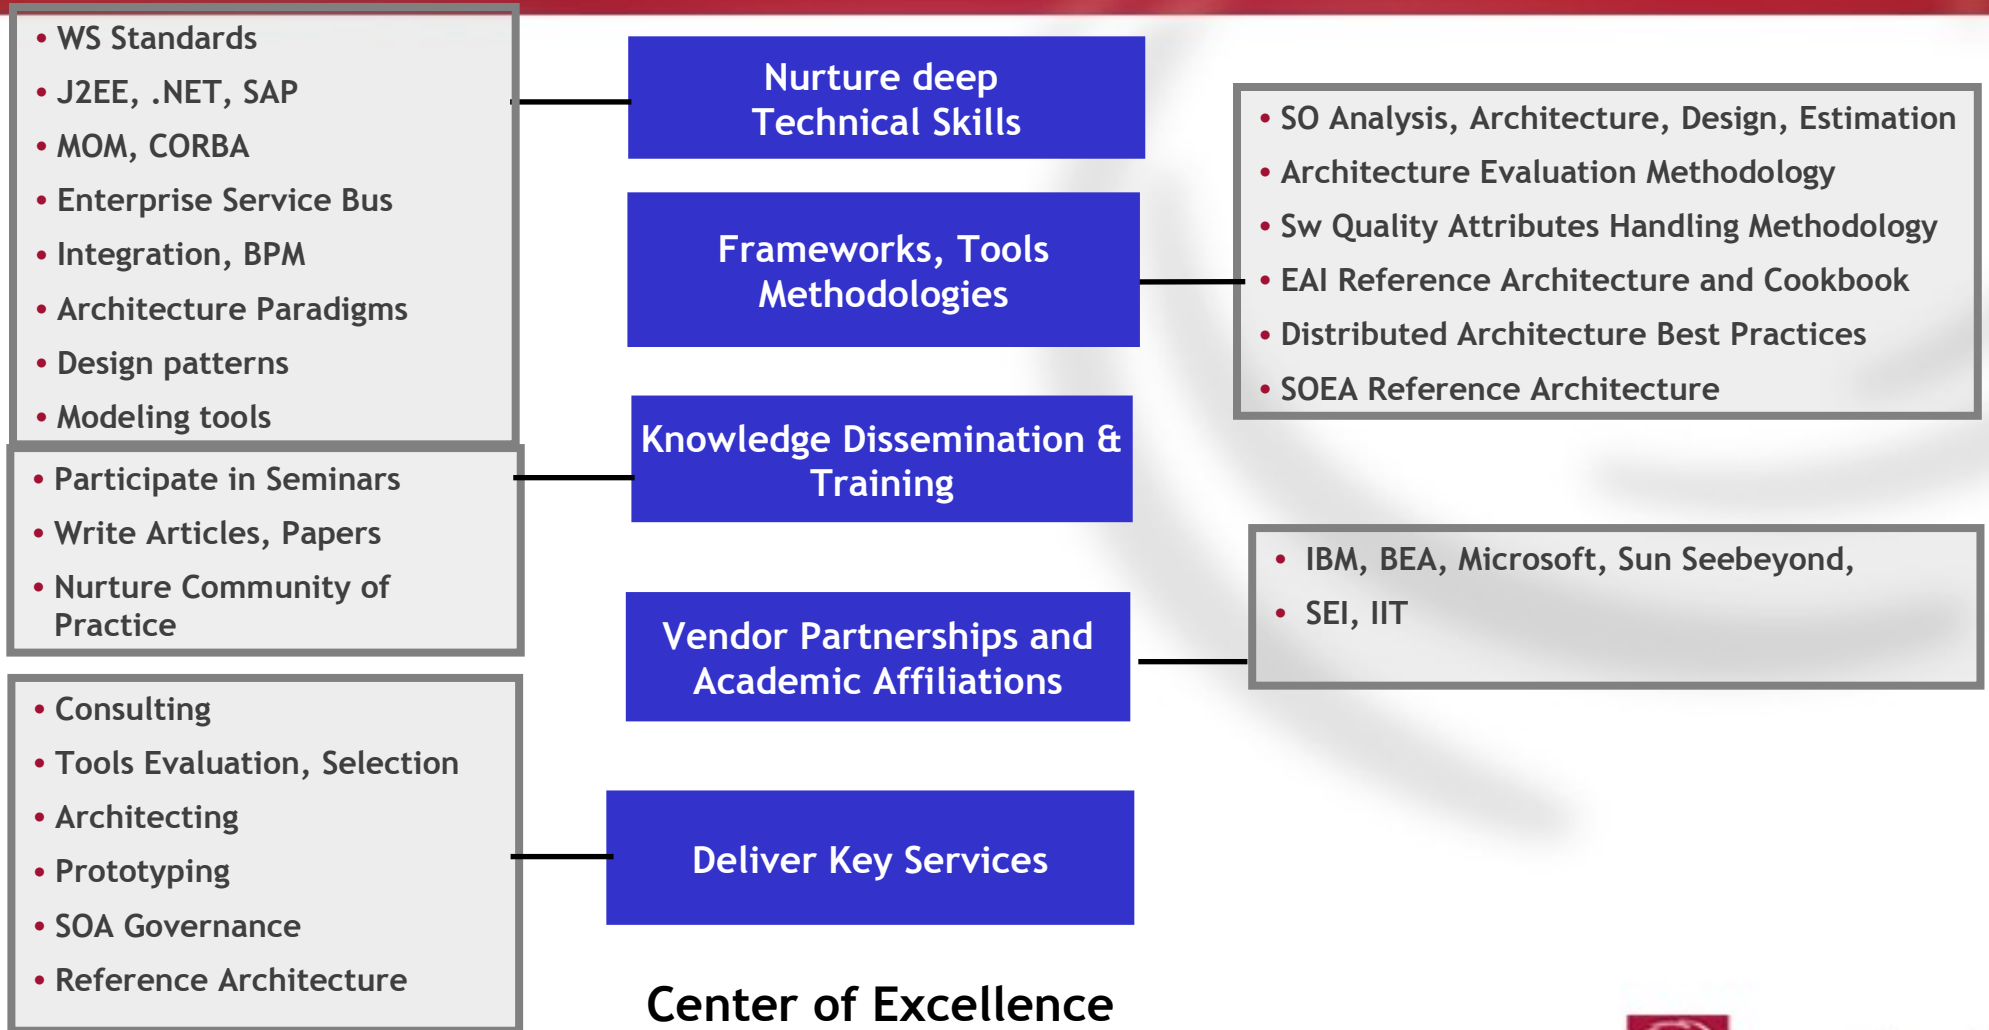 • WS Standards
• J2EE, .NET, SAP
• MOM, CORBA
• Enterprise Service Bus
• Integration, BPM
• Architecture Paradigms
• Design patterns
• Modeling tools
Nurture deep
Technical Skills
Frameworks, Tools
Methodologies
• SO Analysis, Architecture, Design, Estimation
• Architecture Evaluation Methodology
• Sw Quality Attributes Handling Methodology
• EAI Reference Architecture and Cookbook
• Distributed Architecture Best Practices
• SOEA Reference Architecture
• Participate in Seminars
• Write Articles, Papers
• Nurture Community of
Practice
Knowledge Dissemination &
Training
Vendor Partnerships and
Academic Affiliations
• IBM, BEA, Microsoft, Sun Seebeyond,
• SEI, IIT
• Consulting
• Tools Evaluation, Selection
• Architecting
• Prototyping
• SOA Governance
• Reference Architecture
Deliver Key Services
Center of Excellence